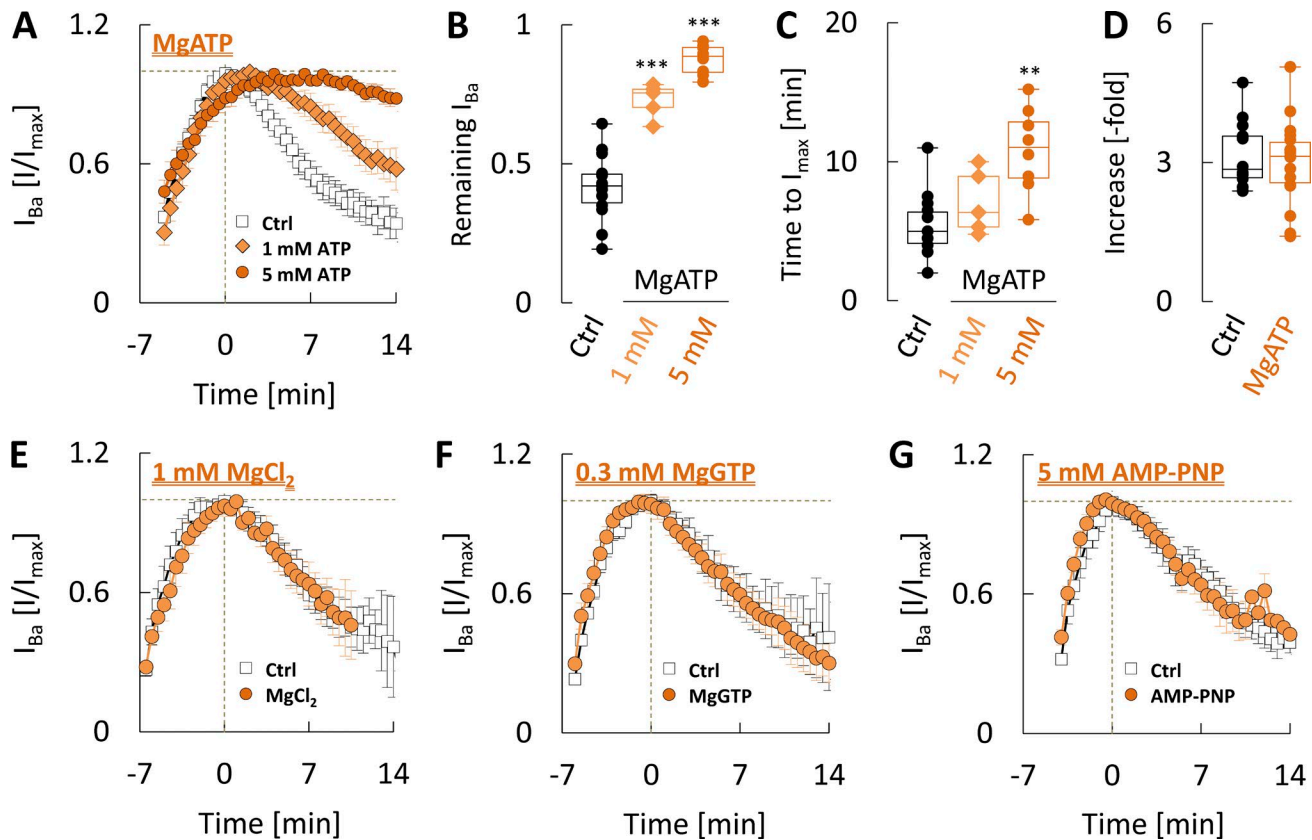 A
MgATP
1.2
0.6
0
I_Ba [I/I_max]
Ctrl
1 mM ATP
5 mM ATP
-7 0 7 14
Time [min]
B
1
0.5
0
Remaining I_Ba
***
***
MgATP
Ctrl
1 mM
5 mM
C
20
10
0
Time to I_max [min]
**
MgATP
Ctrl
1 mM
5 mM
D
6
3
0
Increase [-fold]
Ctrl
MgATP
E
1 mM MgCl₂
1.2
0.6
0
I_Ba [I/I_max]
Ctrl
MgCl₂
-7 0 7 14
Time [min]
F
0.3 mM MgGTP
1.2
0.6
0
I_Ba [I/I_max]
Ctrl
MgGTP
-7 0 7 14
Time [min]
G
5 mM AMP-PNP
1.2
0.6
0
I_Ba [I/I_max]
Ctrl
AMP-PNP
-7 0 7 14
Time [min]